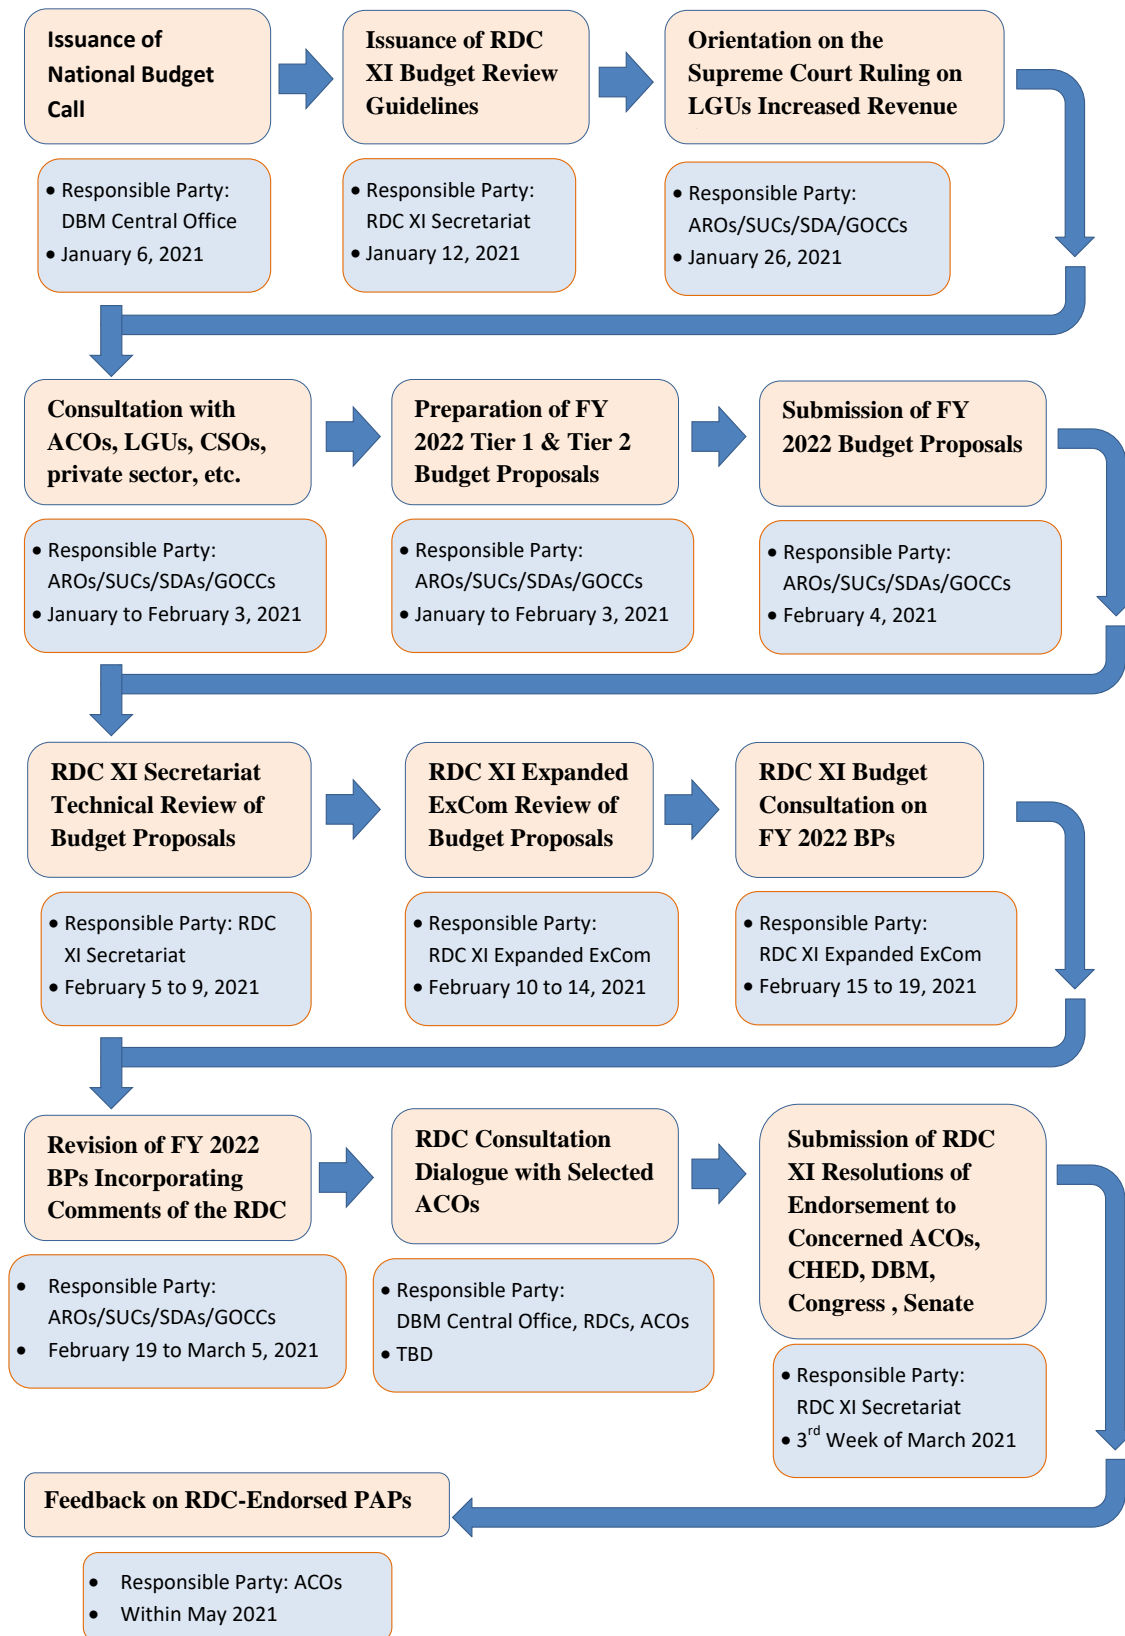 Issuance of
National Budget
Call
Issuance of RDC
XI Budget Review
Guidelines
Orientation on the
Supreme Court Ruling on
LGUs Increased Revenue
• Responsible Party:
DBM Central Office
• January 6, 2021
• Responsible Party:
RDC XI Secretariat
• January 12, 2021
• Responsible Party:
AROs/SUCs/SDA/GOCCs
• January 26, 2021
Consultation with
ACOs, LGUs, CSOs,
private sector, etc.
Preparation of FY
2022 Tier 1 & Tier 2
Budget Proposals
Submission of FY
2022 Budget Proposals
• Responsible Party:
AROs/SUCs/SDAs/GOCCs
• January to February 3, 2021
• Responsible Party:
AROs/SUCs/SDAs/GOCCs
• January to February 3, 2021
• Responsible Party:
AROs/SUCs/SDAs/GOCCs
• February 4, 2021
RDC XI Secretariat
Technical Review of
Budget Proposals
RDC XI Expanded
ExCom Review of
Budget Proposals
RDC XI Budget
Consultation on
FY 2022 BPs
• Responsible Party: RDC
XI Secretariat
• February 5 to 9, 2021
• Responsible Party:
RDC XI Expanded ExCom
• February 10 to 14, 2021
• Responsible Party:
RDC XI Expanded ExCom
• February 15 to 19, 2021
Revision of FY 2022
BPs Incorporating
Comments of the RDC
RDC Consultation
Dialogue with Selected
ACOs
Submission of RDC
XI Resolutions of
Endorsement to
Concerned ACOs,
CHED, DBM,
Congress , Senate
• Responsible Party:
AROs/SUCs/SDAs/GOCCs
• February 19 to March 5, 2021
• Responsible Party:
DBM Central Office, RDCs, ACOs
• TBD
• Responsible Party:
RDC XI Secretariat
• 3rd Week of March 2021
Feedback on RDC-Endorsed PAPs
• Responsible Party: ACOs
• Within May 2021